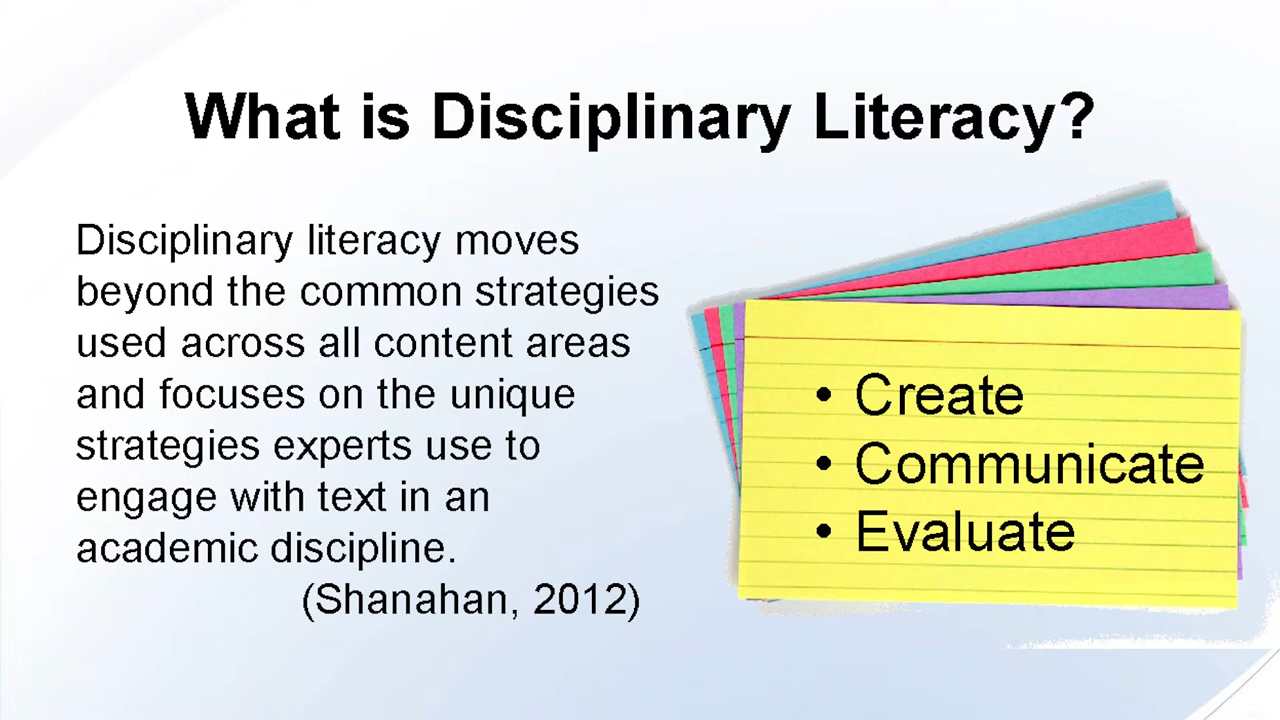 What is Disciplinary Literacy?
Disciplinary literacy moves
beyond the common strategies
used across all content areas
and focuses on the unique
strategies experts use to
engage with text in an
academic discipline.
(Shanahan, 2012)
• Create
• Communicate
• Evaluate